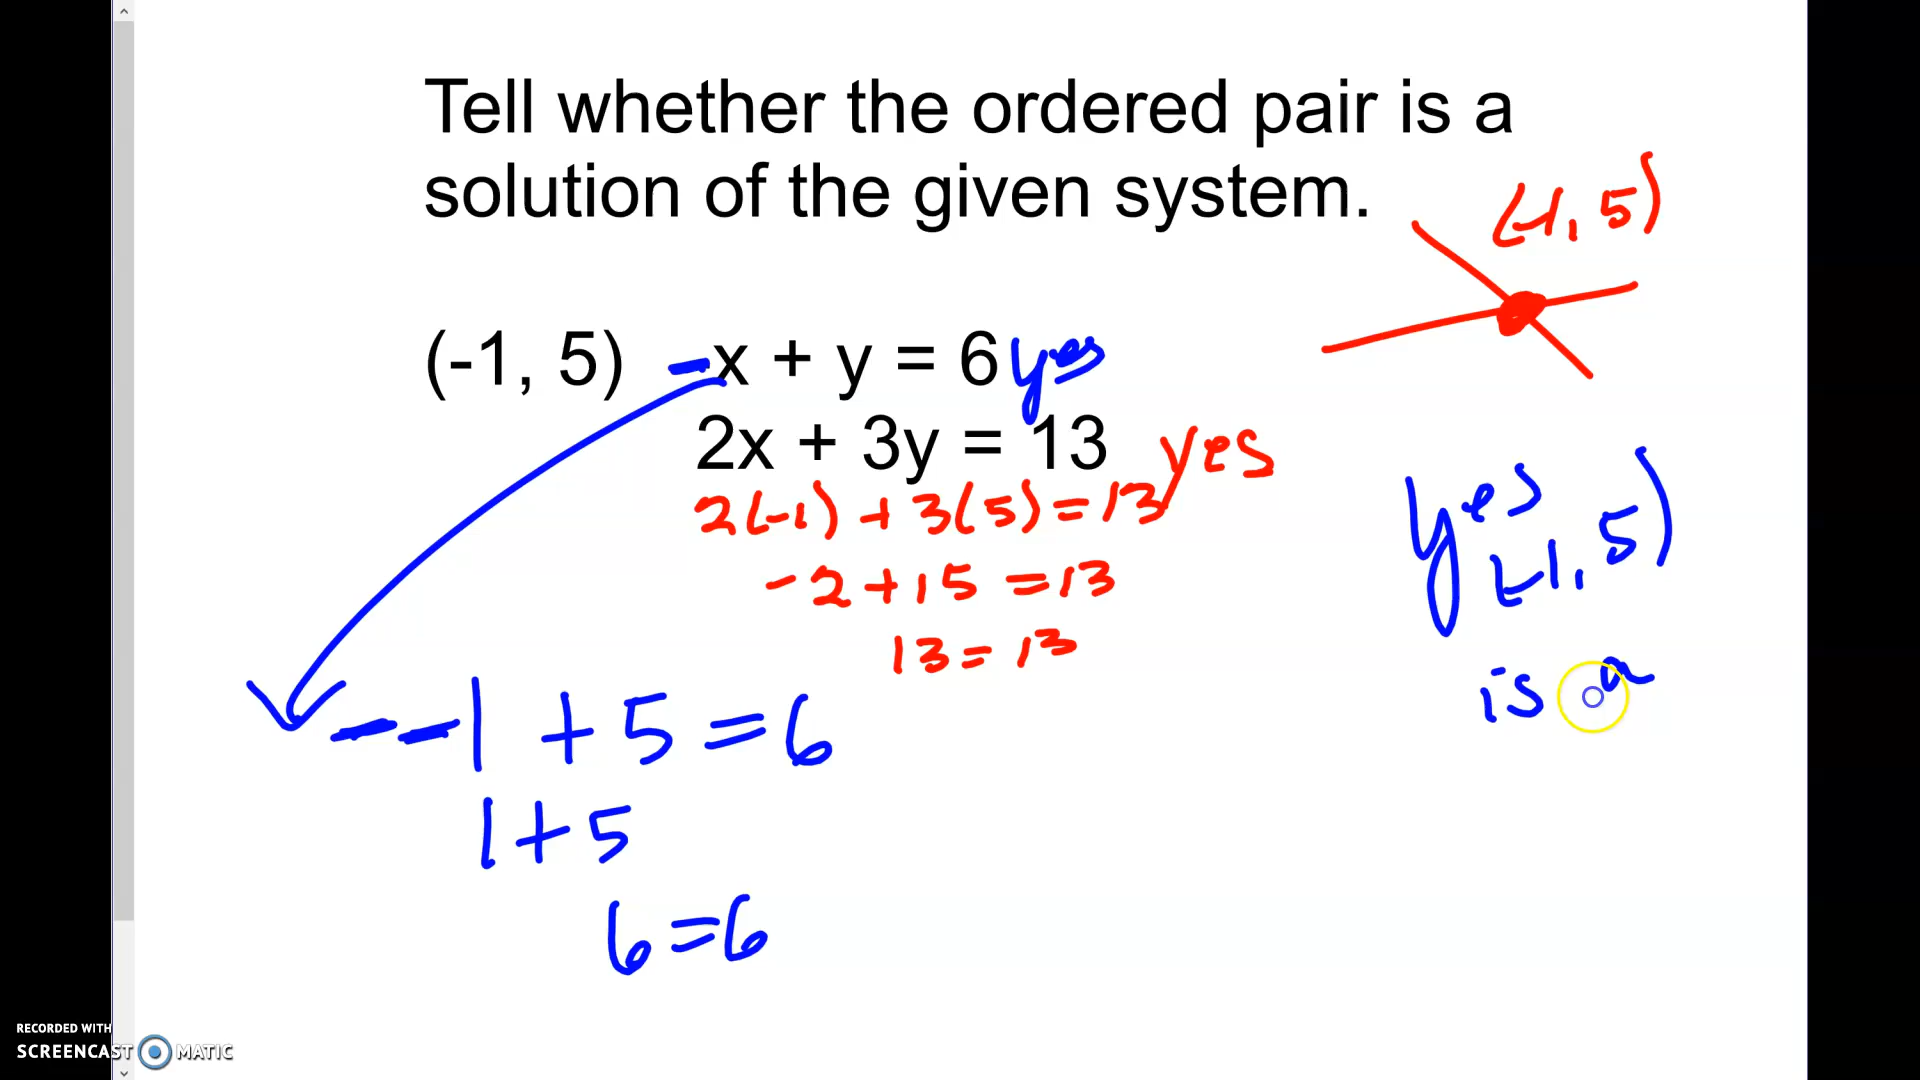 Tell whether the ordered pair is a
solution of the given system.
(-1, 5)
(-1, 5) -x + y = 6 yes
2x + 3y = 13 yes
2(-1) + 3(5) = 13
-2 + 15 = 13
13 = 13
yes
(-1, 5)
is a
--1 + 5 = 6
1 + 5
6 = 6
RECORDED WITH
SCREENCAST MATIC